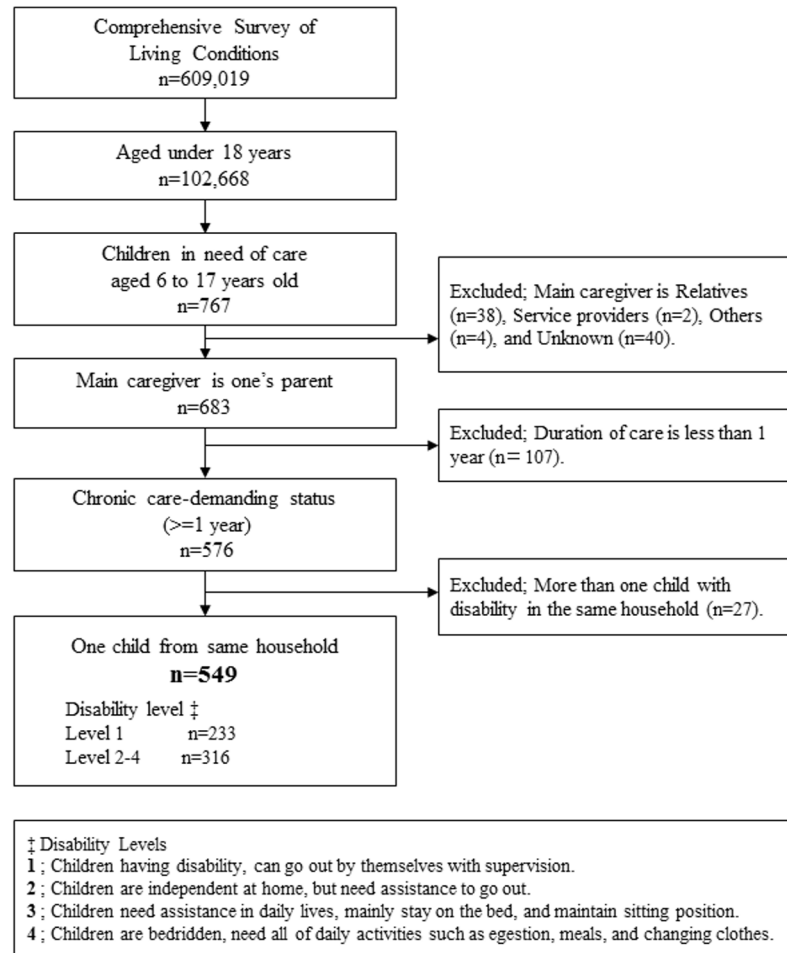 Comprehensive Survey of
Living Conditions
n=609,019
Aged under 18 years
n=102,668
Children in need of care
aged 6 to 17 years old
n=767
Excluded; Main caregiver is Relatives
(n=38), Service providers (n=2), Others
(n=4), and Unknown (n=40).
Main caregiver is one's parent
n=683
Excluded; Duration of care is less than 1
year (n= 107).
Chronic care-demanding status
(>=1 year)
n=576
Excluded; More than one child with
disability in the same household (n=27).
One child from same household
n=549
Disability level ‡
Level 1 n=233
Level 2-4 n=316
‡ Disability Levels
1 ; Children having disability, can go out by themselves with supervision.
2 ; Children are independent at home, but need assistance to go out.
3 ; Children need assistance in daily lives, mainly stay on the bed, and maintain sitting position.
4 ; Children are bedridden, need all of daily activities such as egestion, meals, and changing clothes.